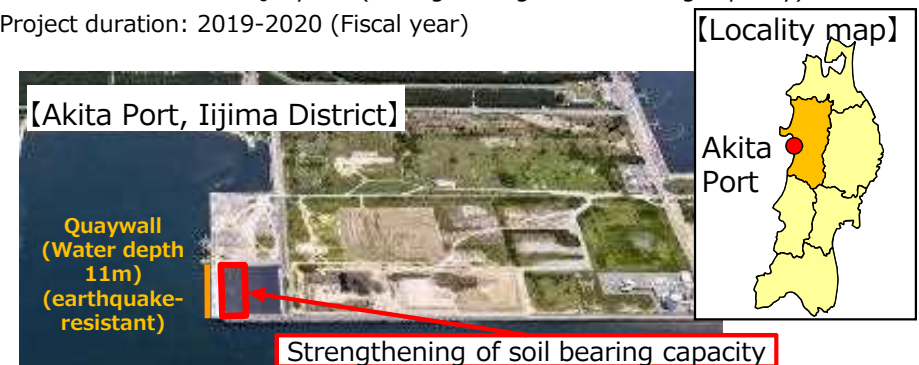 Project duration: 2019-2020 (Fiscal year)
【Locality map】
【Akita Port, Iijima District】
Akita
Port
Quaywall
(Water depth
11m)
(earthquake-
resistant)
Strengthening of soil bearing capacity